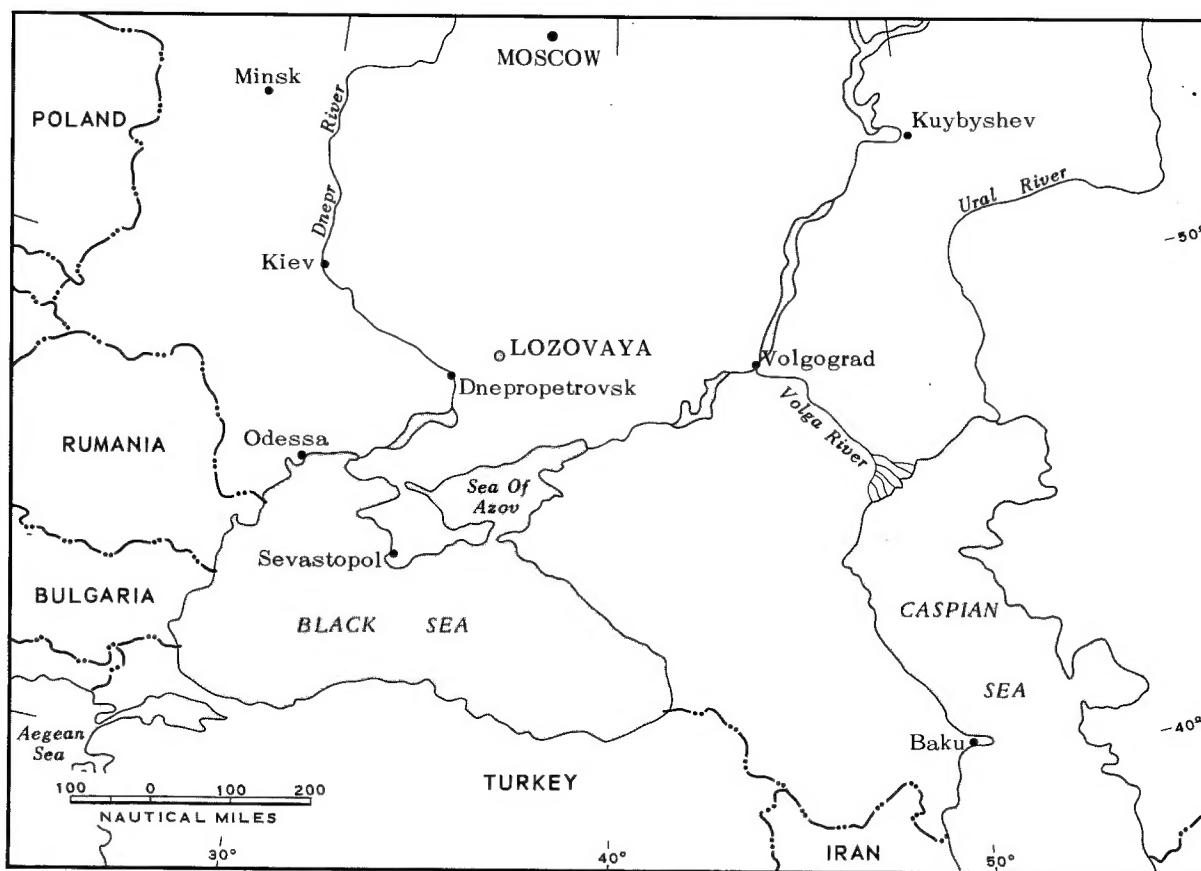 MOSCOW
Minsk
POLAND
River
Dnepr
Kuybyshev
Ural River
50°
Kiev
LOZOVAYA
Volgograd
Dnepropetrovsk
Volga River
RUMANIA
Odessa
Sea Of
Azov
Sevastopol
BULGARIA
BLACK SEA
CASPIAN
SEA
Aegean
Sea
40°
Baku
TURKEY
100 0 100 200
NAUTICAL MILES
IRAN
30° 40° 50°